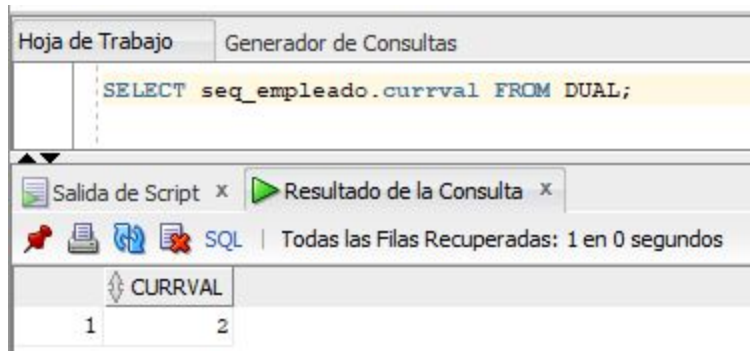 Hoja de Trabajo Generador de Consultas
SELECT seq_empleado.currval FROM DUAL;
Salida de Script x Resultado de la Consulta x
SQL | Todas las Filas Recuperadas: 1 en 0 segundos
CURRVAL
1 2